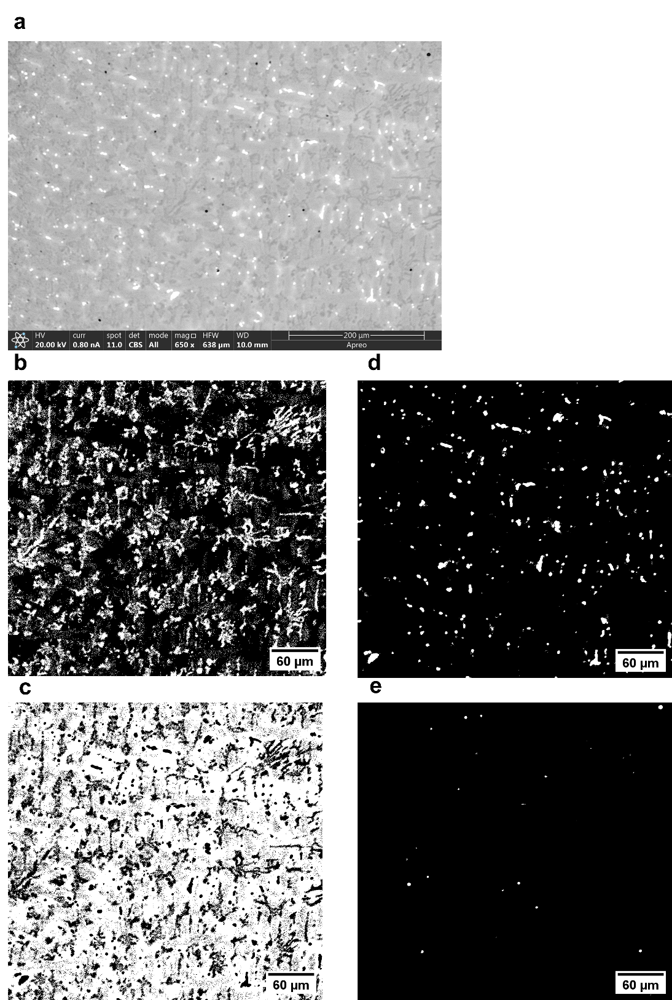 a
HV curr spot det mode mag HFW WD 200 µm
20.00 kV 0.80 nA 11.0 CBS All 650 x 638 µm 10.0 mm Apreo
b d
60 µm 60 µm
c e
60 µm 60 µm